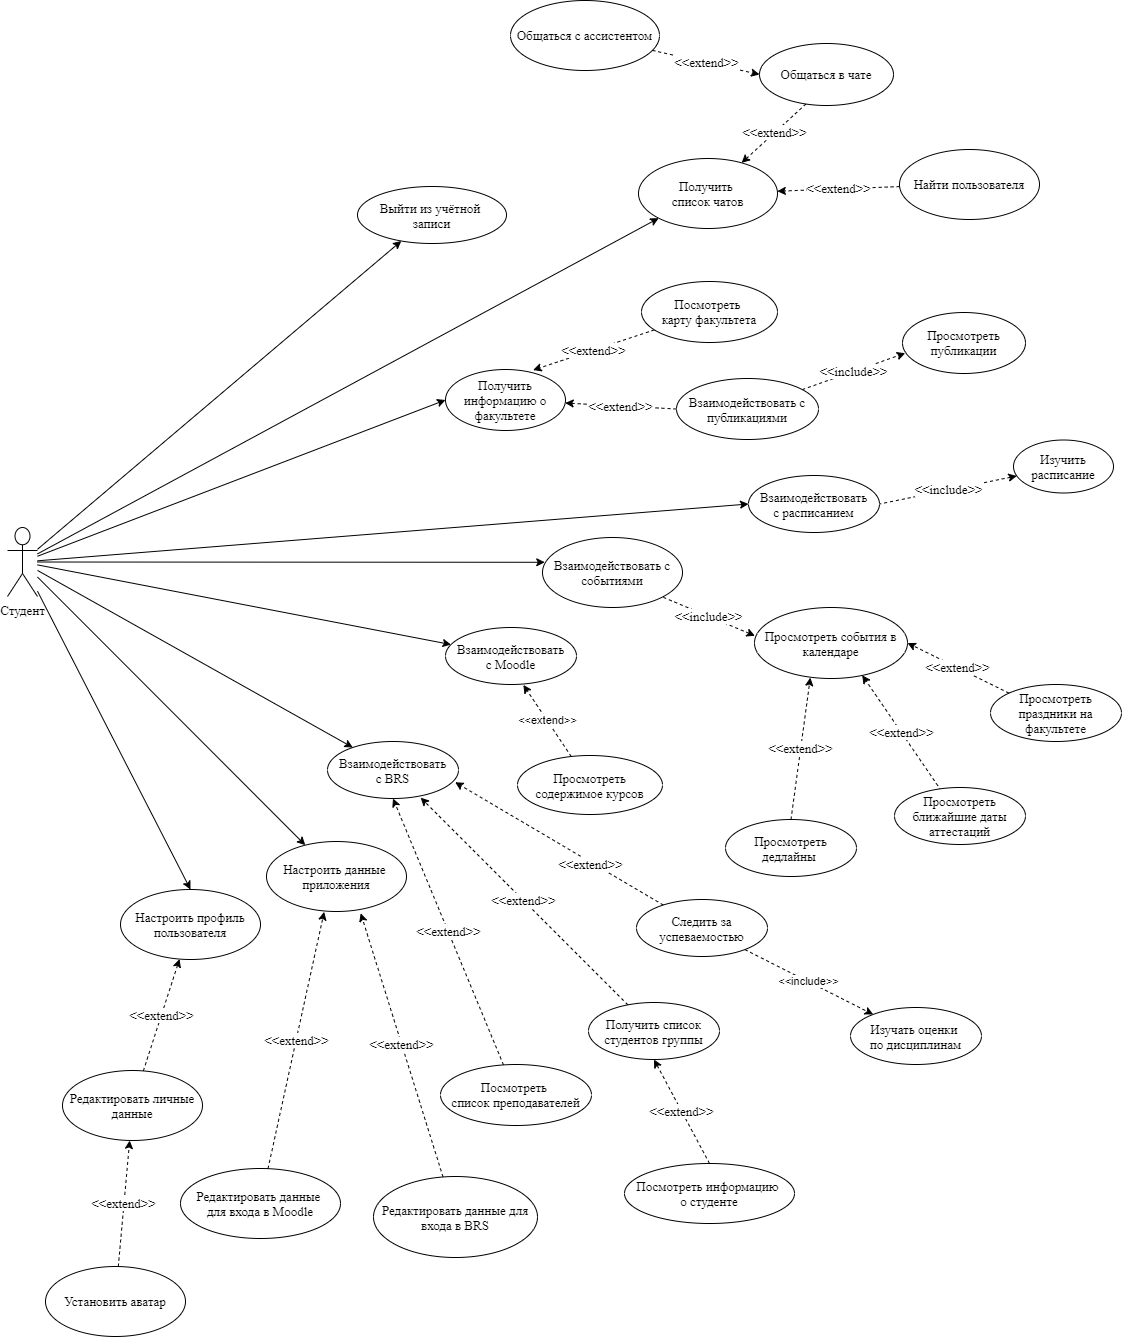 Общаться с ассистентом
<<extend>>
Общаться в чате
<<extend>>
Получить
список чатов
<<extend>>
Найти пользователя
Выйти из учётной
записи
Посмотреть
карту факультета
<<extend>>
Просмотреть
публикации
<<include>>
Получить
информацию о
факультете
<<extend>>
Взаимодействовать с
публикациями
Изучить
расписание
<<include>>
Взаимодействовать
с расписанием
Студент
Взаимодействовать с
событиями
<<include>>
Просмотреть события в
календаре
<<extend>>
Просмотреть
праздники на
факультете
Взаимодействовать
с Moodle
<<extend>>
Просмотреть
содержимое курсов
<<extend>>
<<extend>>
Просмотреть
ближайшие даты
аттестаций
Просмотреть
дедлайны
Взаимодействовать
с BRS
<<extend>>
Следить за
успеваемостью
<<include>>
Изучать оценки
по дисциплинам
<<extend>>
Получить список
студентов группы
<<extend>>
Посмотреть информацию
о студенте
<<extend>>
Посмотреть
список преподавателей
Настроить данные
приложения
<<extend>>
<<extend>>
Редактировать данные
для входа в Moodle
Редактировать данные для
входа в BRS
Настроить профиль
пользователя
<<extend>>
Редактировать личные
данные
<<extend>>
Установить аватар